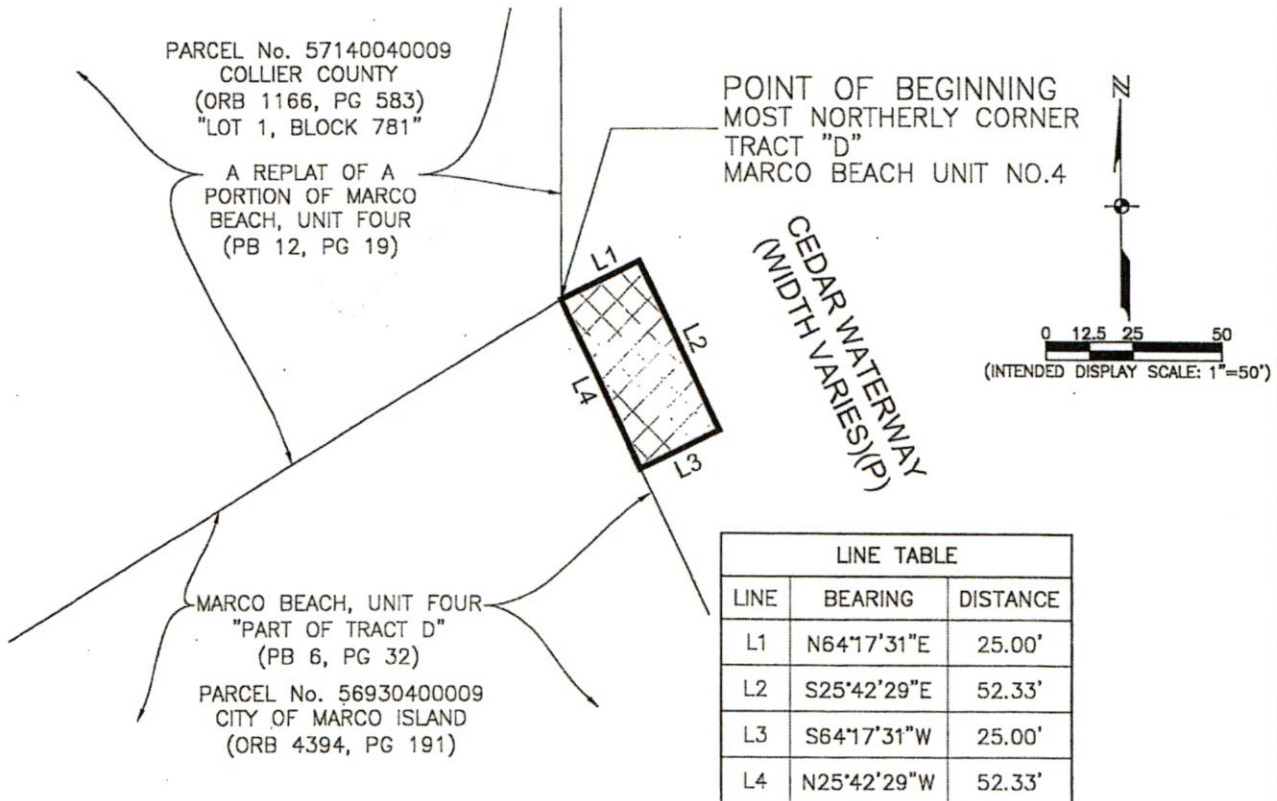 PARCEL No. 57140040009
COLLIER COUNTY
(ORB 1166, PG 583)
"LOT 1, BLOCK 781"
A REPLAT OF A
PORTION OF MARCO
BEACH, UNIT FOUR
(PB 12, PG 19)
POINT OF BEGINNING
MOST NORTHERLY CORNER
TRACT "D"
MARCO BEACH UNIT NO.4
N
0 12.5 25 50
(INTENDED DISPLAY SCALE: 1"=50')
CEDAR WATERWAY
(WIDTH VARIES)(P)
L1
L2
L4
L3
MARCO BEACH, UNIT FOUR
"PART OF TRACT D"
(PB 6, PG 32)
PARCEL No. 56930400009
CITY OF MARCO ISLAND
(ORB 4394, PG 191)
LINE TABLE
LINE BEARING DISTANCE
L1 N64°17'31"E 25.00'
L2 S25°42'29"E 52.33'
L3 S64°17'31"W 25.00'
L4 N25°42'29"W 52.33'